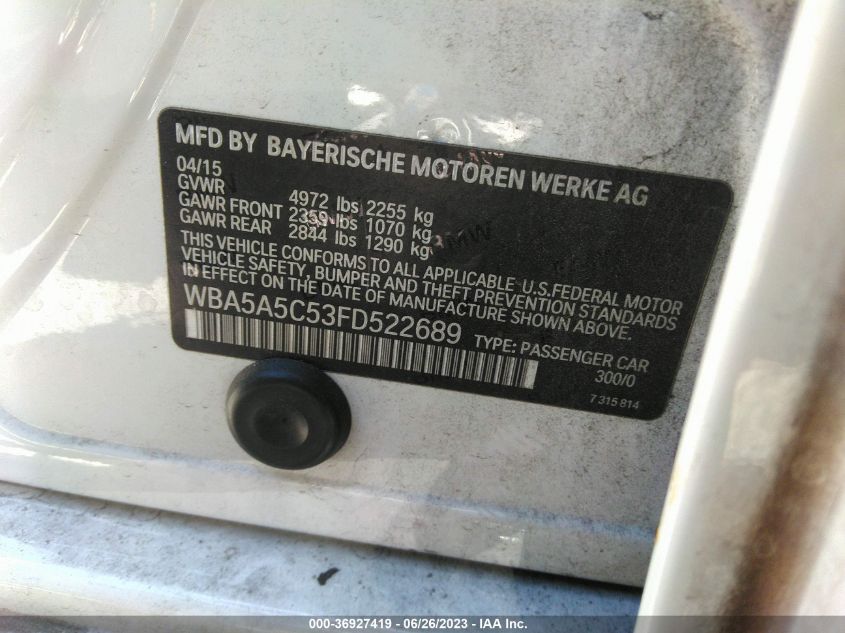 MFD BY BAYERISCHE MOTOREN WERKE AG
04/15
GVWR 4972 lbs 2255 kg
GAWR FRONT 2359 lbs 1070 kg
GAWR REAR 2844 lbs 1290 kg
THIS VEHICLE CONFORMS TO ALL APPLICABLE U.S.FEDERAL MOTOR
VEHICLE SAFETY, BUMPER AND THEFT PREVENTION STANDARDS
IN EFFECT ON THE DATE OF MANUFACTURE SHOWN ABOVE.
WBA5A5C53FD522689
TYPE: PASSENGER CAR
300/0
7 315 814
000-36927419 - 06/26/2023 - IAA Inc.